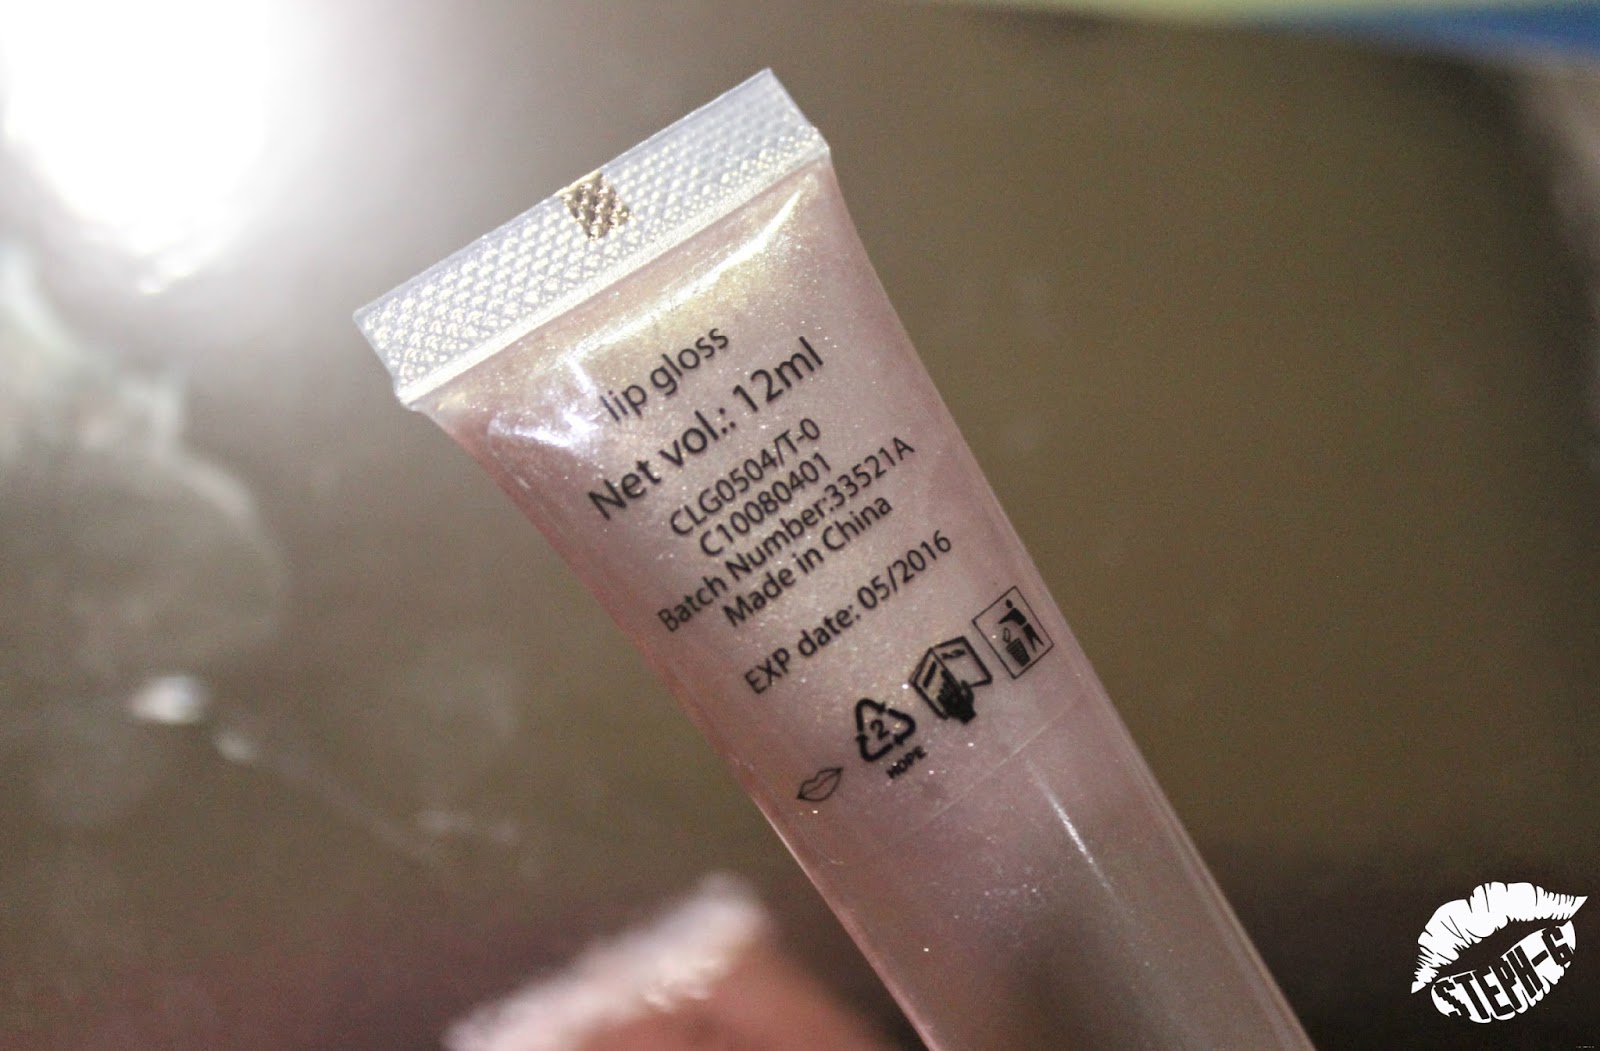 lip gloss
Net vol.: 12ml
CLG0504/T-0
C10080401
Batch Number:33521A
Made in China
EXP date: 05/2016
2
HDPE
STEPH-G